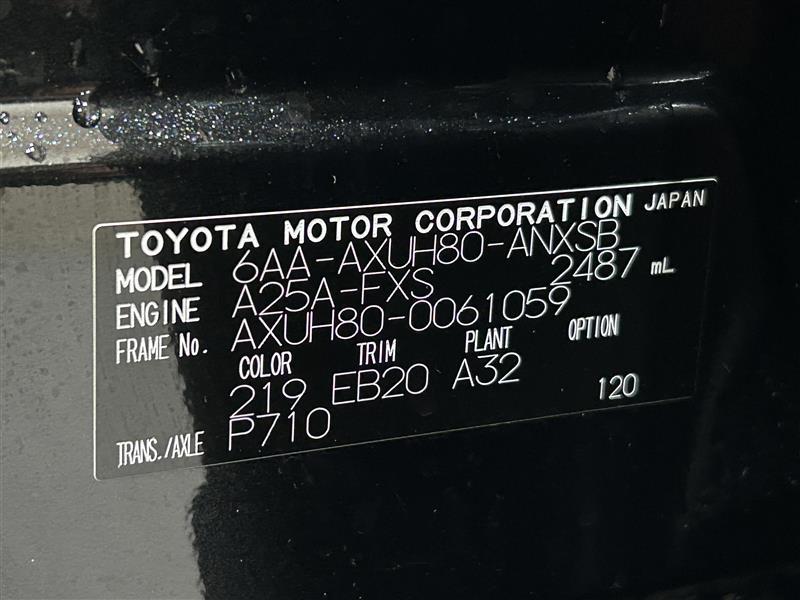 TOYOTA MOTOR CORPORATION JAPAN
MODEL 6AA-AXUH80-ANXSB
ENGINE A25A-FXS 2487 mL
FRAME No. AXUH80-0061059
COLOR TRIM PLANT OPTION
219 EB20 A32 120
TRANS./AXLE P710